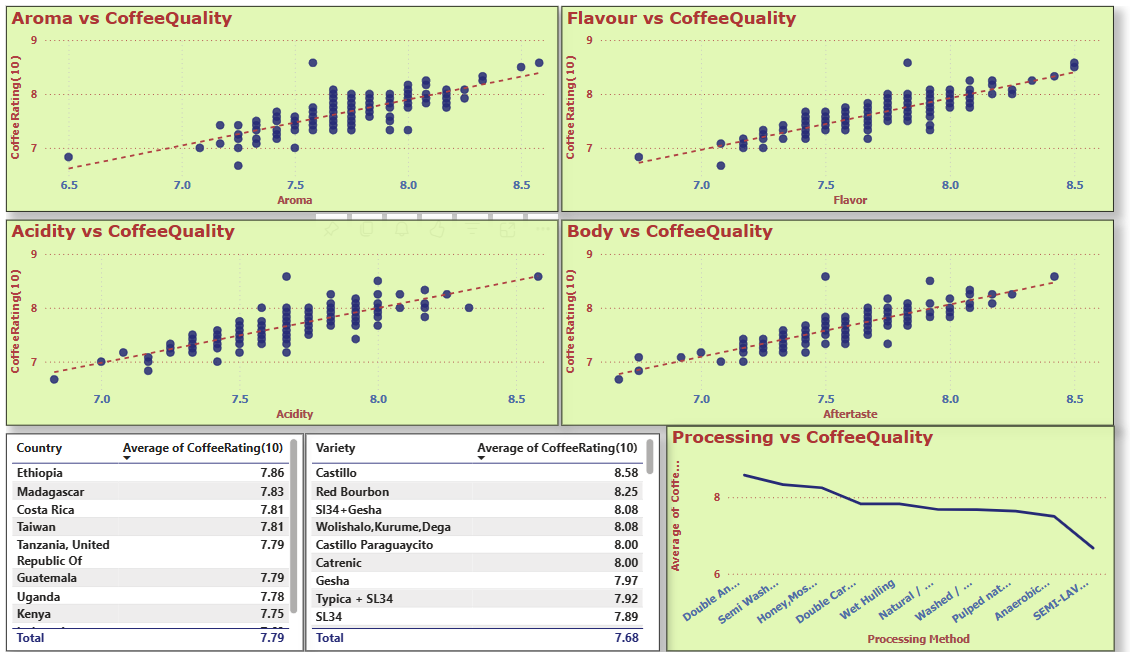 Aroma vs CoffeeQuality
CoffeeRating(10)
9
8
7
6.5 7.0 7.5 8.0 8.5
Aroma
Flavour vs CoffeeQuality
CoffeeRating(10)
9
8
7
7.0 7.5 8.0 8.5
Flavor
Acidity vs CoffeeQuality
CoffeeRating(10)
9
8
7
7.0 7.5 8.0 8.5
Acidity
Body vs CoffeeQuality
CoffeeRating(10)
9
8
7
7.0 7.5 8.0 8.5
Aftertaste
Country Average of CoffeeRating(10)
Ethiopia 7.86
Madagascar 7.83
Costa Rica 7.81
Taiwan 7.81
Tanzania, United 7.79
Republic Of
Guatemala 7.79
Uganda 7.78
Kenya 7.75
Total 7.79
Variety Average of CoffeeRating(10)
Castillo 8.58
Red Bourbon 8.25
Sl34+Gesha 8.08
Wolishalo,Kurume,Dega 8.08
Castillo Paraguaycito 8.00
Catrenic 8.00
Gesha 7.97
Typica + SL34 7.92
SL34 7.89
Total 7.68
Processing vs CoffeeQuality
Average of Coffe...
8
6
Double An...
Semi Wash...
Honey,Mos...
Double Car...
Wet Hulling
Natural / ...
Washed / ...
Pulped nat...
Anaerobic...
SEMI-LAV...
Processing Method